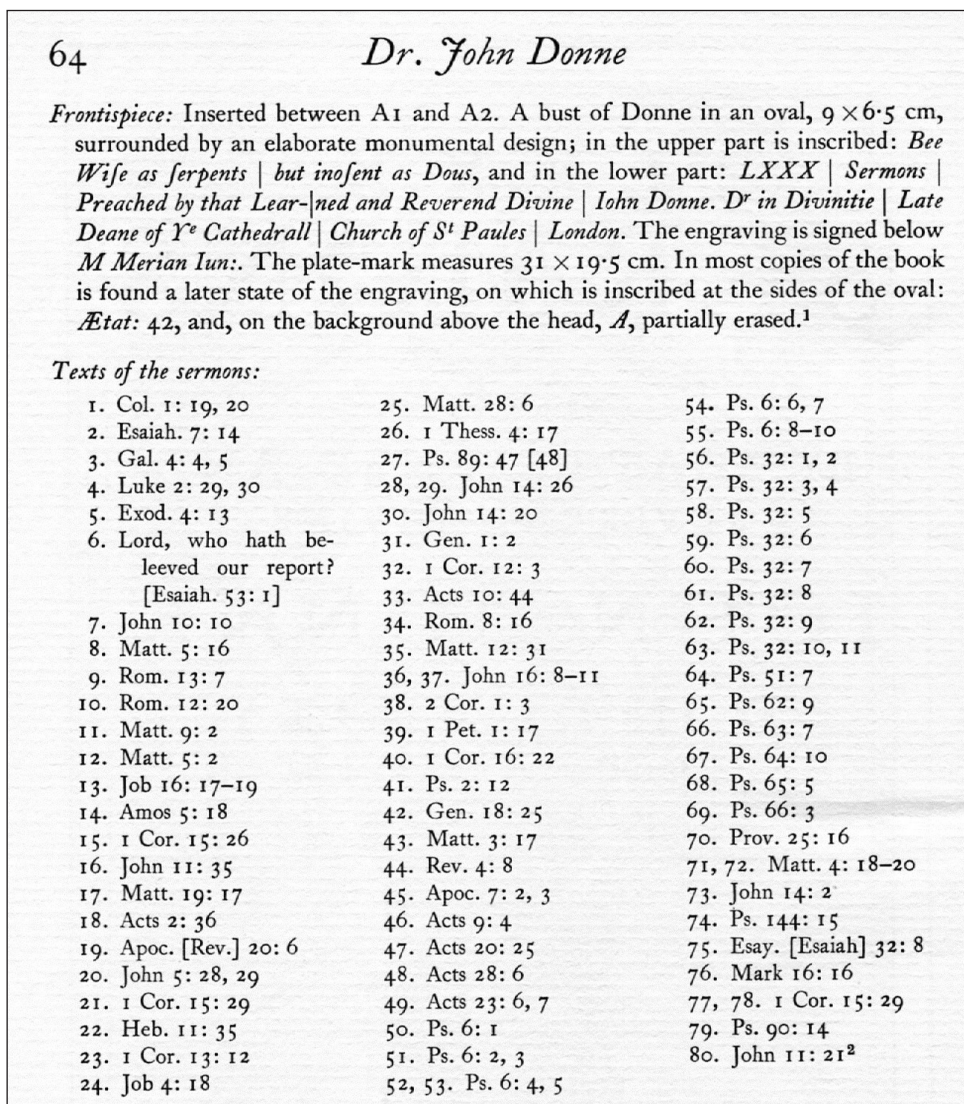 64
Dr. John Donne
Frontispiece: Inserted between A1 and A2. A bust of Donne in an oval, 9 × 6·5 cm,
surrounded by an elaborate monumental design; in the upper part is inscribed: Bee
Wiſe as ſerpents | but inoſent as Dous, and in the lower part: LXXX | Sermons |
Preached by that Lear-|ned and Reverend Divine | Iohn Donne. Dʳ in Divinitie | Late
Deane of Yᵉ Cathedrall | Church of Sᵗ Paules | London. The engraving is signed below
M Merian Iun:. The plate-mark measures 31 × 19·5 cm. In most copies of the book
is found a later state of the engraving, on which is inscribed at the sides of the oval:
Ætat: 42, and, on the background above the head, A, partially erased.¹
Texts of the sermons:
1. Col. 1: 19, 20
2. Esaiah. 7: 14
3. Gal. 4: 4, 5
4. Luke 2: 29, 30
5. Exod. 4: 13
6. Lord, who hath be-
leeved our report?
[Esaiah. 53: 1]
7. John 10: 10
8. Matt. 5: 16
9. Rom. 13: 7
10. Rom. 12: 20
11. Matt. 9: 2
12. Matt. 5: 2
13. Job 16: 17–19
14. Amos 5: 18
15. 1 Cor. 15: 26
16. John 11: 35
17. Matt. 19: 17
18. Acts 2: 36
19. Apoc. [Rev.] 20: 6
20. John 5: 28, 29
21. 1 Cor. 15: 29
22. Heb. 11: 35
23. 1 Cor. 13: 12
24. Job 4: 18
25. Matt. 28: 6
26. 1 Thess. 4: 17
27. Ps. 89: 47 [48]
28, 29. John 14: 26
30. John 14: 20
31. Gen. 1: 2
32. 1 Cor. 12: 3
33. Acts 10: 44
34. Rom. 8: 16
35. Matt. 12: 31
36, 37. John 16: 8–11
38. 2 Cor. 1: 3
39. 1 Pet. 1: 17
40. 1 Cor. 16: 22
41. Ps. 2: 12
42. Gen. 18: 25
43. Matt. 3: 17
44. Rev. 4: 8
45. Apoc. 7: 2, 3
46. Acts 9: 4
47. Acts 20: 25
48. Acts 28: 6
49. Acts 23: 6, 7
50. Ps. 6: 1
51. Ps. 6: 2, 3
52, 53. Ps. 6: 4, 5
54. Ps. 6: 6, 7
55. Ps. 6: 8–10
56. Ps. 32: 1, 2
57. Ps. 32: 3, 4
58. Ps. 32: 5
59. Ps. 32: 6
60. Ps. 32: 7
61. Ps. 32: 8
62. Ps. 32: 9
63. Ps. 32: 10, 11
64. Ps. 51: 7
65. Ps. 62: 9
66. Ps. 63: 7
67. Ps. 64: 10
68. Ps. 65: 5
69. Ps. 66: 3
70. Prov. 25: 16
71, 72. Matt. 4: 18–20
73. John 14: 2
74. Ps. 144: 15
75. Esay. [Esaiah] 32: 8
76. Mark 16: 16
77, 78. 1 Cor. 15: 29
79. Ps. 90: 14
80. John 11: 21²